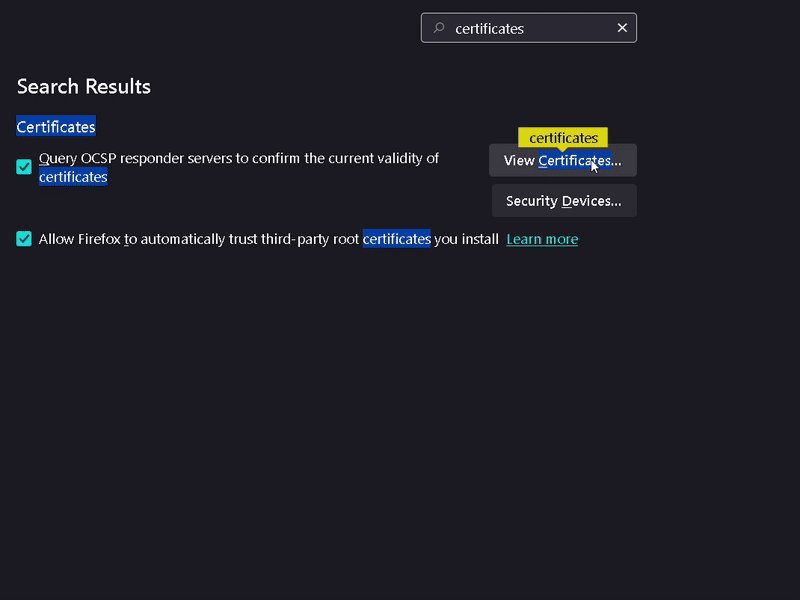 certificates
Search Results
Certificates
certificates
Query OCSP responder servers to confirm the current validity of
certificates
View Certificates...
Security Devices...
Allow Firefox to automatically trust third-party root certificates you install Learn more